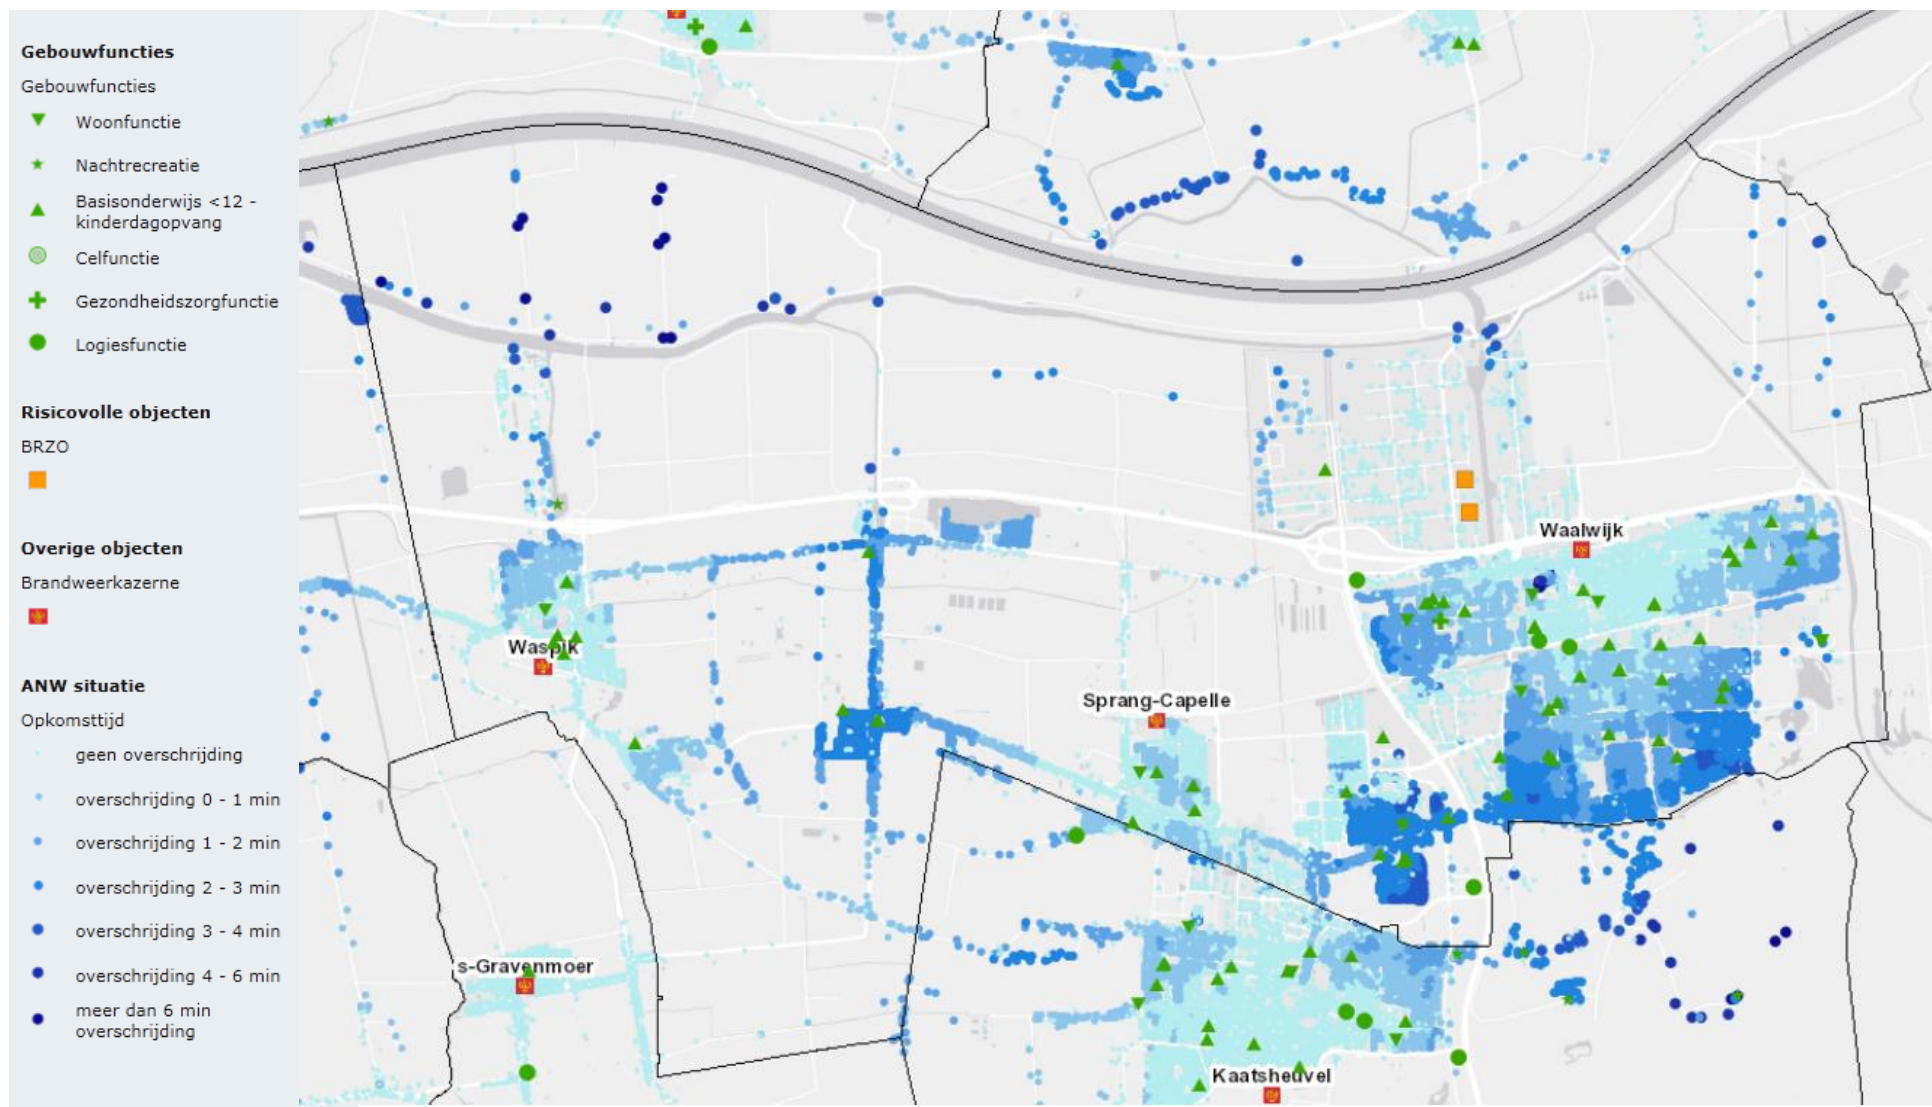 Gebouwfuncties
Gebouwfuncties
Woonfunctie
Nachtrecreatie
Basisonderwijs <12 -
kinderdagopvang
Celfunctie
Gezondheidszorgfunctie
Logiesfunctie
Risicovolle objecten
BRZO
Overige objecten
Brandweerkazerne
ANW situatie
Opkomsttijd
geen overschrijding
overschrijding 0 - 1 min
overschrijding 1 - 2 min
overschrijding 2 - 3 min
overschrijding 3 - 4 min
overschrijding 4 - 6 min
meer dan 6 min
overschrijding
Waalwijk
Waspik
Sprang-Capelle
s-Gravenmoer
Kaatsheuvel